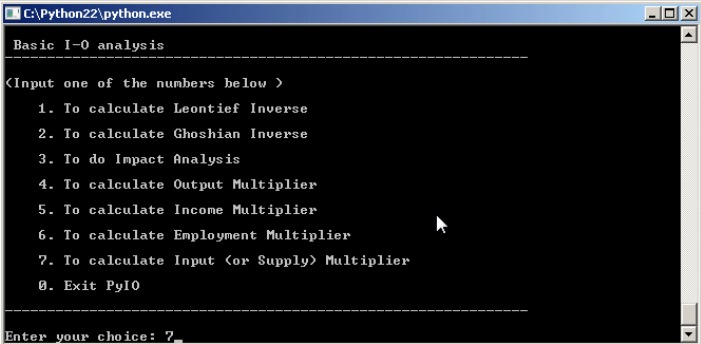 C:\Python22\python.exe
Basic I-O analysis
(Input one of the numbers below )
1. To calculate Leontief Inverse
2. To calculate Ghoshian Inverse
3. To do Impact Analysis
4. To calculate Output Multiplier
5. To calculate Income Multiplier
6. To calculate Employment Multiplier
7. To calculate Input (or Supply) Multiplier
0. Exit PyIO
Enter your choice: 7_